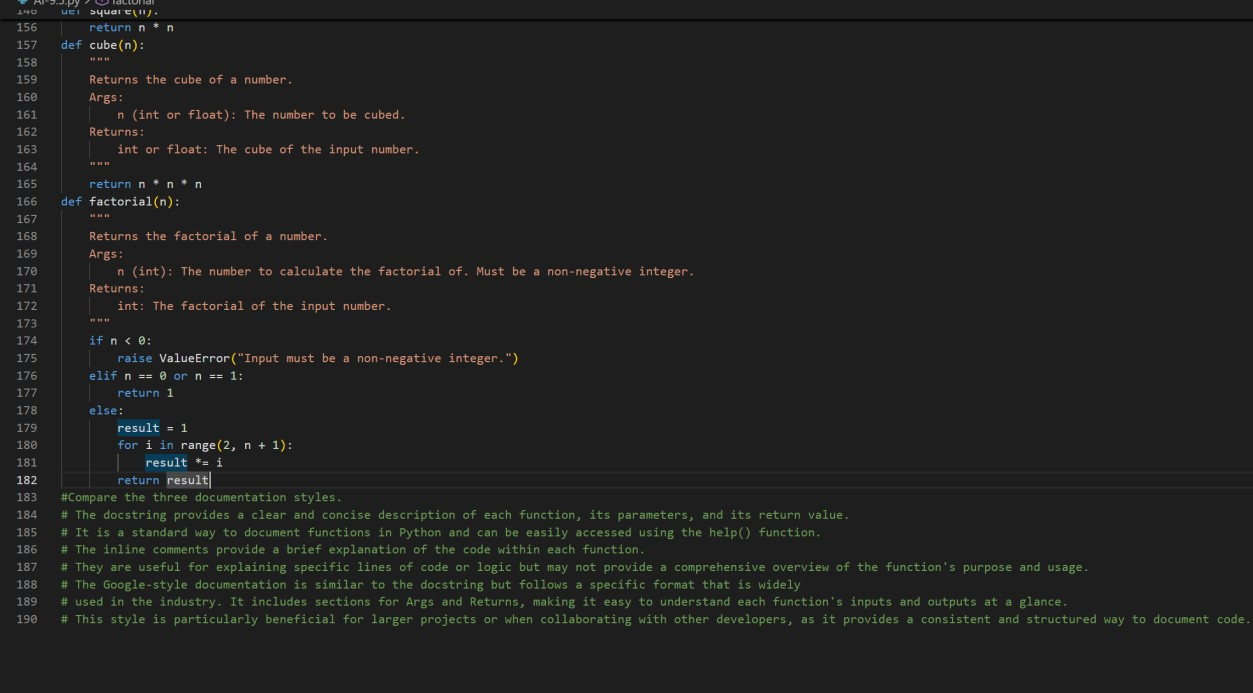 AI-9.5.py > factorial
146 def square(n):
156 return n * n
157 def cube(n):
158 """
159 Returns the cube of a number.
160 Args:
161 n (int or float): The number to be cubed.
162 Returns:
163 int or float: The cube of the input number.
164 """
165 return n * n * n
166 def factorial(n):
167 """
168 Returns the factorial of a number.
169 Args:
170 n (int): The number to calculate the factorial of. Must be a non-negative integer.
171 Returns:
172 int: The factorial of the input number.
173 """
174 if n < 0:
175 raise ValueError("Input must be a non-negative integer.")
176 elif n == 0 or n == 1:
177 return 1
178 else:
179 result = 1
180 for i in range(2, n + 1):
181 result *= i
182 return result
183 #Compare the three documentation styles.
184 # The docstring provides a clear and concise description of each function, its parameters, and its return value.
185 # It is a standard way to document functions in Python and can be easily accessed using the help() function.
186 # The inline comments provide a brief explanation of the code within each function.
187 # They are useful for explaining specific lines of code or logic but may not provide a comprehensive overview of the function's purpose and usage.
188 # The Google-style documentation is similar to the docstring but follows a specific format that is widely
189 # used in the industry. It includes sections for Args and Returns, making it easy to understand each function's inputs and outputs at a glance.
190 # This style is particularly beneficial for larger projects or when collaborating with other developers, as it provides a consistent and structured way to document code.